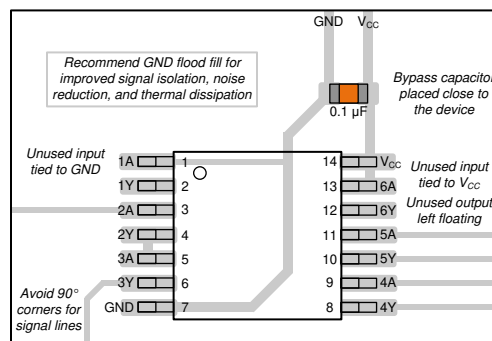 GND VCC
Recommend GND flood fill for
improved signal isolation, noise
reduction, and thermal dissipation
Bypass capacitor
placed close to
the device
0.1 µF
Unused input
tied to GND
1A 1 14 VCC
1Y 2 13 6A
2A 3 12 6Y
2Y 4 11 5A
3A 5 10 5Y
3Y 6 9 4A
GND 7 8 4Y
Unused input
tied to VCC
Unused output
left floating
Avoid 90°
corners for
signal lines